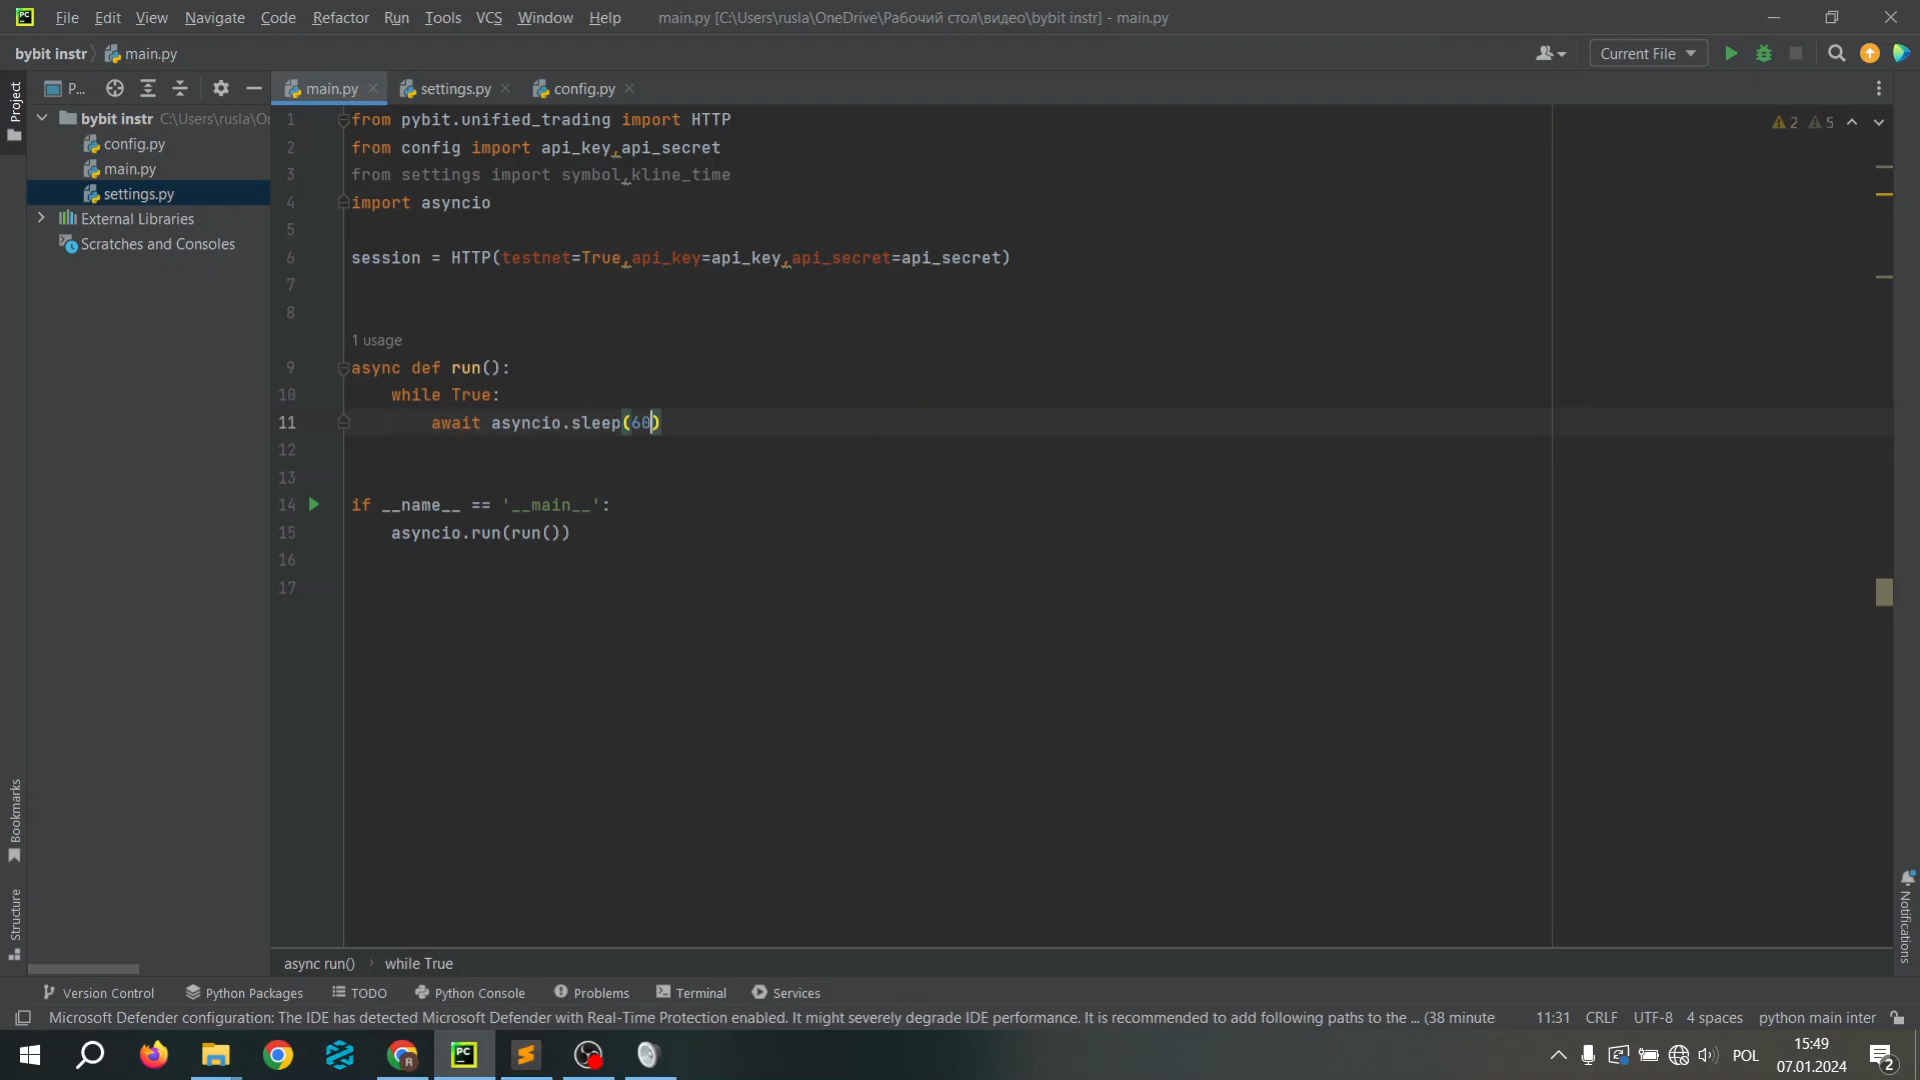 File Edit View Navigate Code Refactor Run Tools VCS Window Help main.py [C:\Users\rusla\OneDrive\Рабочий стол\видео\bybit instr] - main.py
bybit instr main.py Current File
Project
P...
main.py settings.py config.py
bybit instr C:\Users\rusla\Or
config.py
main.py
settings.py
External Libraries
Scratches and Consoles
2 5
1 from pybit.unified_trading import HTTP
2 from config import api_key,api_secret
3 from settings import symbol,kline_time
4 import asyncio
5
6 session = HTTP(testnet=True,api_key=api_key,api_secret=api_secret)
7
8
1 usage
9 async def run():
10 while True:
11 await asyncio.sleep(60)
12
13
14 if __name__ == '__main__':
15 asyncio.run(run())
16
17
Bookmarks
Structure
Notifications
async run() while True
Version Control Python Packages TODO Python Console Problems Terminal Services
Microsoft Defender configuration: The IDE has detected Microsoft Defender with Real-Time Protection enabled. It might severely degrade IDE performance. It is recommended to add following paths to the ... (38 minute 11:31 CRLF UTF-8 4 spaces python main inter
POL 15:49
07.01.2024
2